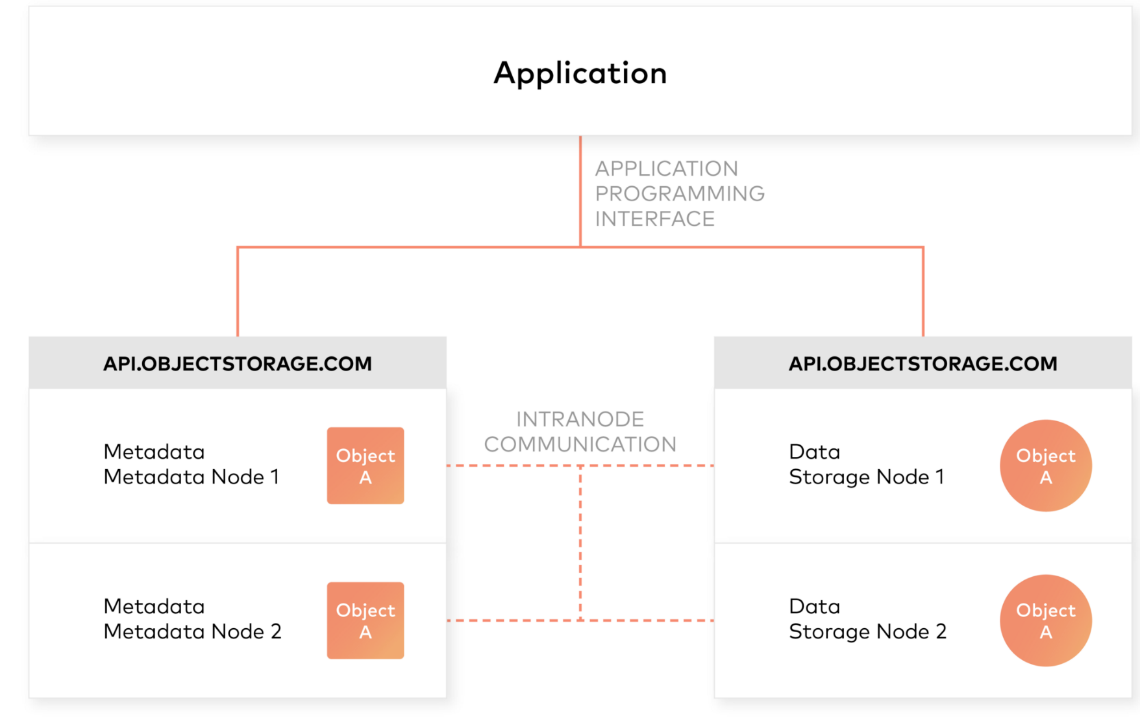 Application
APPLICATION
PROGRAMMING
INTERFACE
API.OBJECTSTORAGE.COM
Metadata
Metadata Node 1
Object
A
Metadata
Metadata Node 2
Object
A
INTRANODE
COMMUNICATION
API.OBJECTSTORAGE.COM
Data
Storage Node 1
Object
A
Data
Storage Node 2
Object
A